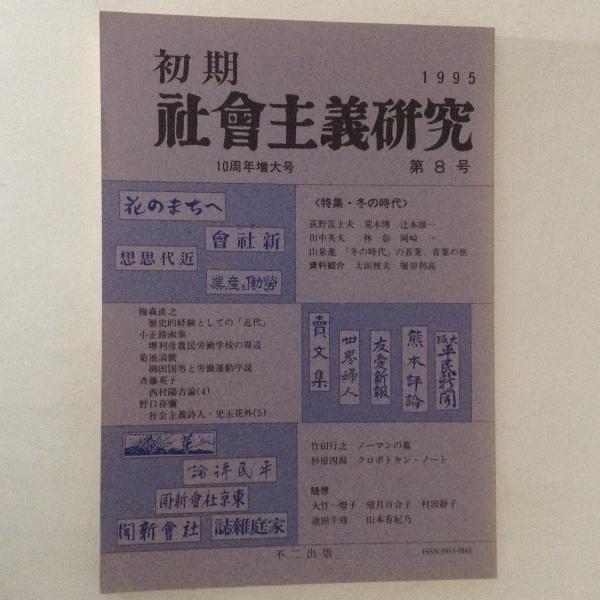 初期
1995
社會主義研究
10周年増大号
第8号
花のまちへ
新社會
近代思想
勞働及産業
〈特集・冬の時代〉
荻野富士夫 荒木傳 辻本雄一
田中英夫 林 彰 岡崎 一
山泉進 「冬の時代」の若葉、青葉の旅
資料紹介 太田雅夫 堀切利高
梅森直之
歴史的経験としての「近代」
小正路淑泰
堺利彦農民労働学校の周辺
菊池清麿
柳田国男と労働運動序説
斉藤英子
西村陽吉論(4)
野口存彌
社会主義詩人・児玉花外(5)
賣文集
世界婦人
友愛新報
熊本評論
大阪平民新聞
竹田行之 ノーマンの墓
クロポトキン・ノート
随想
大竹一燈子 望月百合子 村田静子
池田千尋 山本有紀乃
平民評論
東京社會新聞
社會新聞
家庭雜誌
不二出版